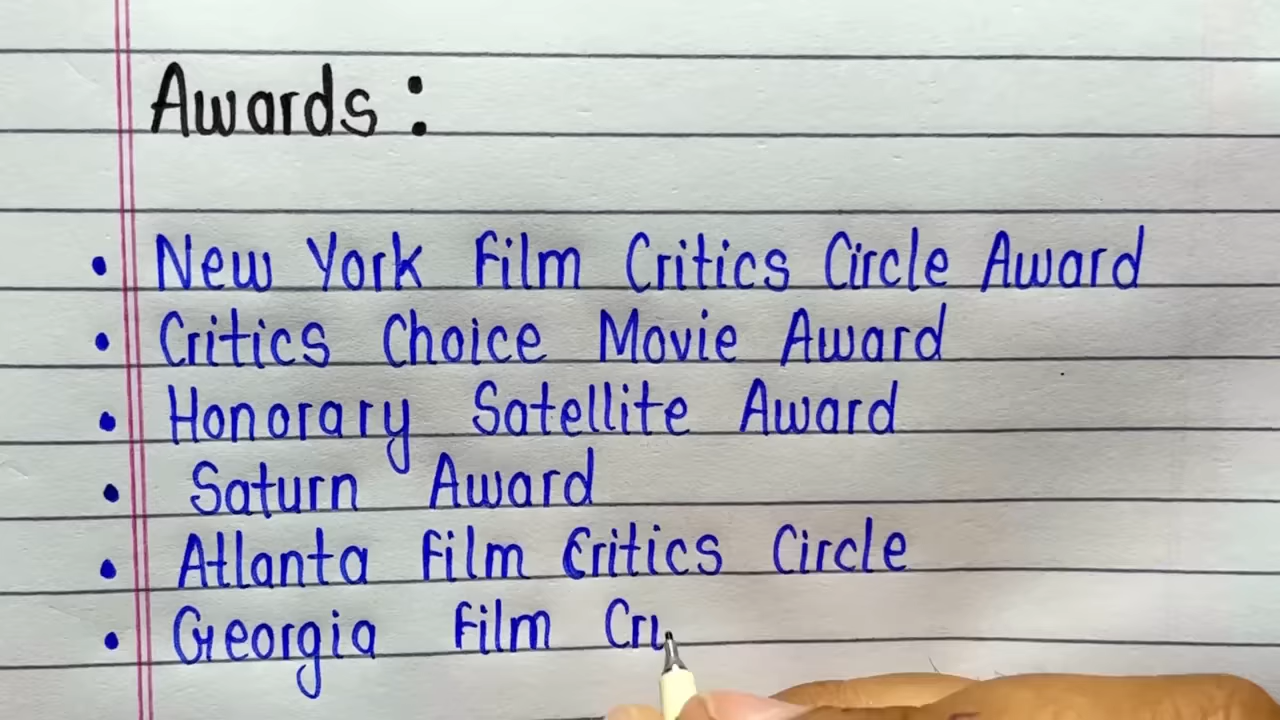 Awards :
• New York Film Critics Circle Award
• Critics Choice Movie Award
• Honorary Satellite Award
• Saturn Award
• Atlanta Film Critics Circle
• Georgia Film Cri